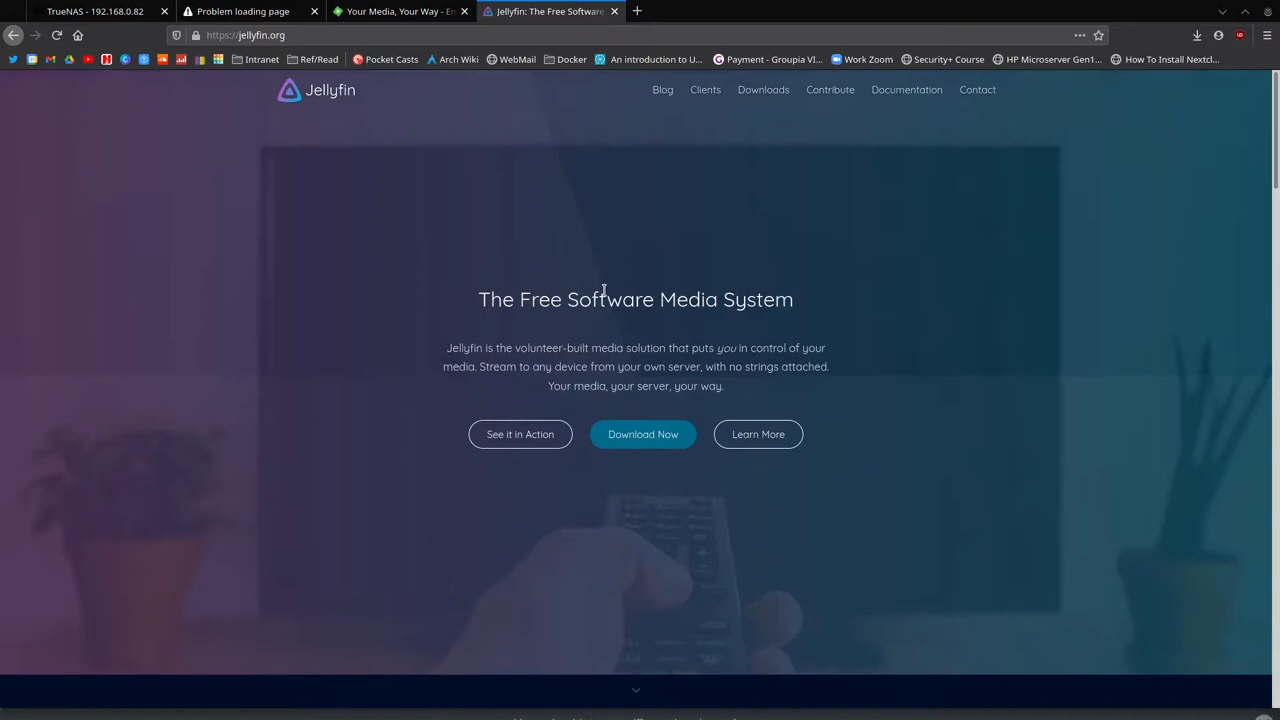 TrueNAS - 192.168.0.82
Problem loading page
Your Media, Your Way - En
Jellyfin: The Free Software
https://jellyfin.org
Intranet
Ref/Read
Pocket Casts
Arch Wiki
WebMail
Docker
An introduction to U...
Payment - Groupia VI...
Work Zoom
Security+ Course
HP Microserver Gen1...
How To Install Nextcl...
Jellyfin
Blog
Clients
Downloads
Contribute
Documentation
Contact
The Free Software Media System
Jellyfin is the volunteer-built media solution that puts you in control of your
media. Stream to any device from your own server, with no strings attached.
Your media, your server, your way.
See it in Action
Download Now
Learn More